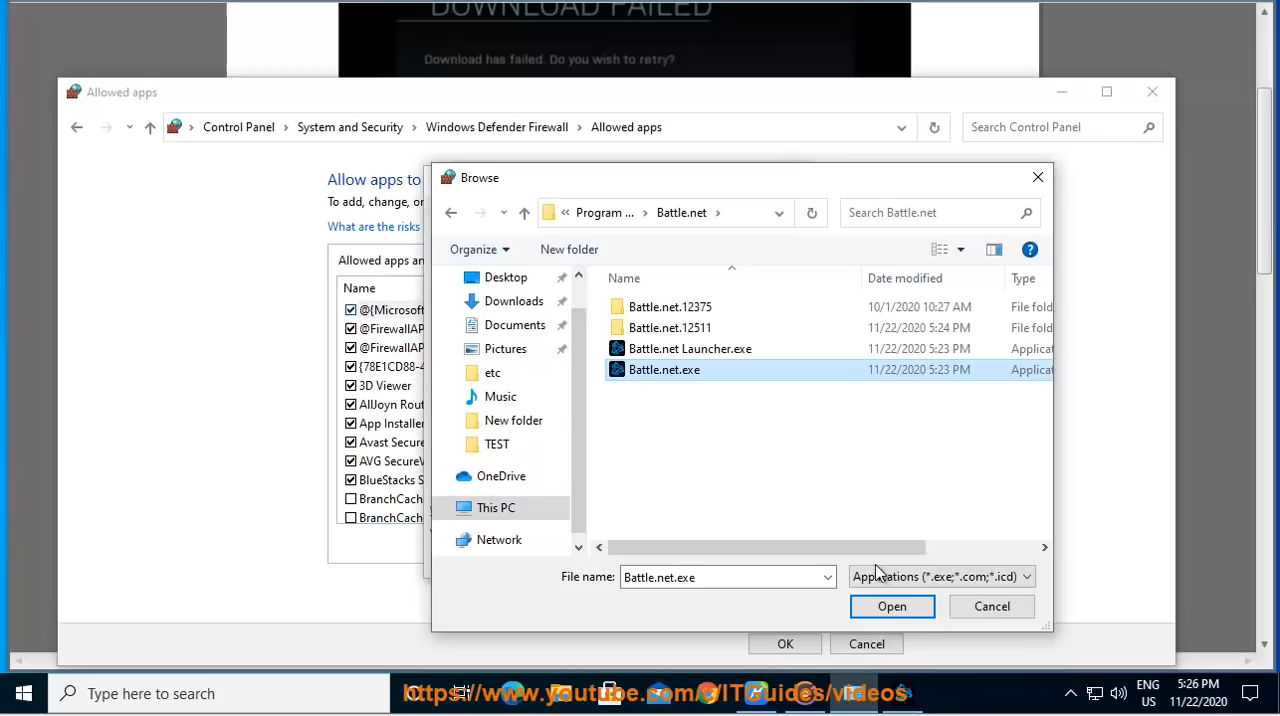 DOWNLOAD FAILED
Download has failed. Do you wish to retry?
Allowed apps
Control Panel > System and Security > Windows Defender Firewall > Allowed apps
Search Control Panel
Allow apps to
To add, change, or
What are the risks
Allowed apps an
Name
@{Microsoft
@FirewallAP
@FirewallAP
{78E1CD88-4
3D Viewer
AllJoyn Rout
App Installer
Avast Secure
AVG SecureV
BlueStacks S
BranchCach
BranchCach
OK
Cancel
Browse
« Program ... > Battle.net >
Search Battle.net
Organize
New folder
Desktop
Downloads
Documents
Pictures
etc
Music
New folder
TEST
OneDrive
This PC
Network
Name Date modified Type
Battle.net.12375 10/1/2020 10:27 AM File fold
Battle.net.12511 11/22/2020 5:24 PM File fold
Battle.net Launcher.exe 11/22/2020 5:23 PM Applicat
Battle.net.exe 11/22/2020 5:23 PM Applicat
File name: Battle.net.exe
Applications (*.exe;*.com;*.icd)
Open
Cancel
Type here to search
ENG
US
5:26 PM
11/22/2020